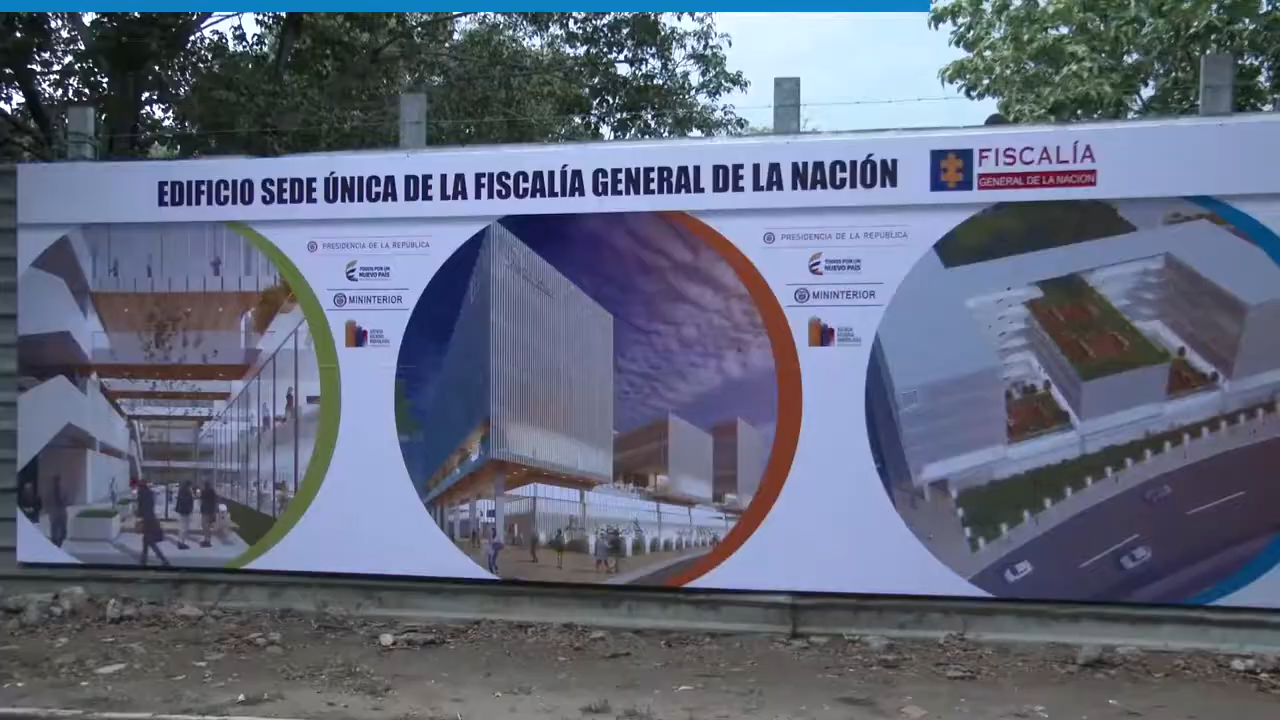 EDIFICIO SEDE ÚNICA DE LA FISCALÍA GENERAL DE LA NACIÓN
FISCALÍA
GENERAL DE LA NACION
PRESIDENCIA DE LA REPÚBLICA
TODOS POR UN
NUEVO PAÍS
MININTERIOR
PRESIDENCIA DE LA REPÚBLICA
TODOS POR UN
NUEVO PAÍS
MININTERIOR